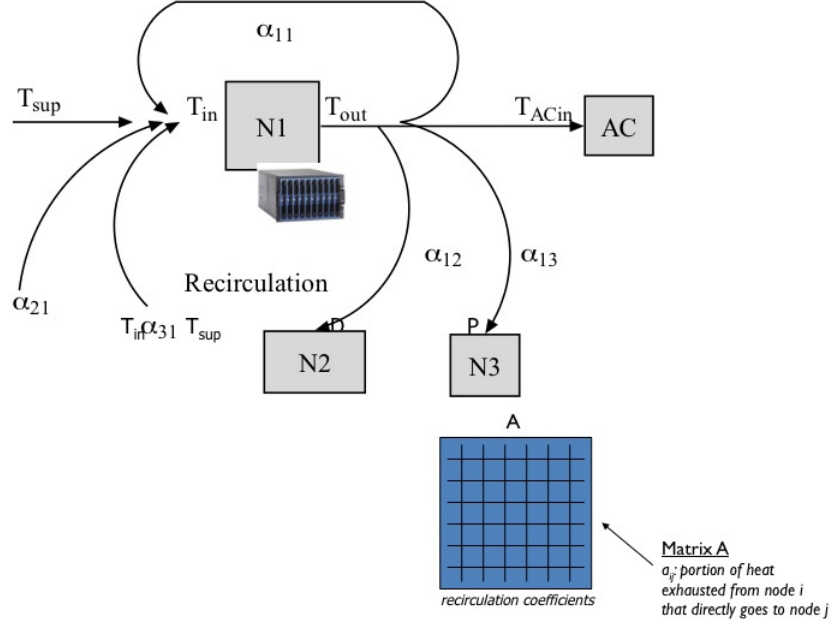 α11
Tsup
Tin
N1
Tout
TACin
AC
α12
α13
Recirculation
α21
Tin
α31
Tsup
D
P
N2
N3
A
recirculation coefficients
Matrix A
aij: portion of heat
exhausted from node i
that directly goes to node j